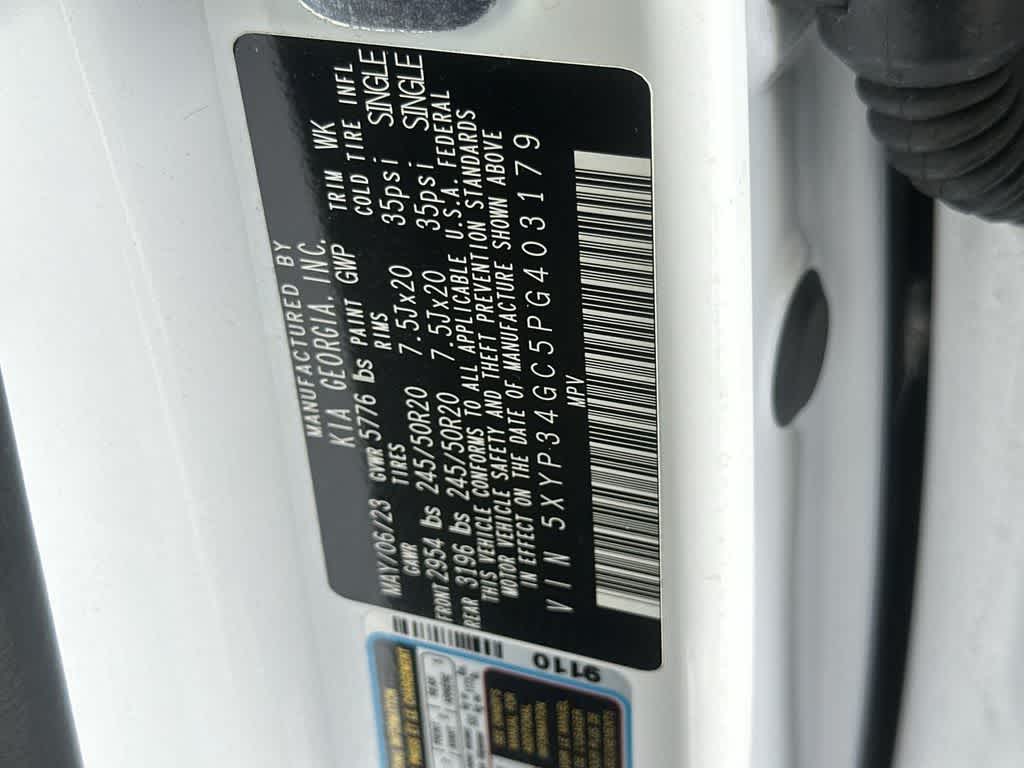 MANUFACTURED BY
KIA GEORGIA, INC.
MAY/06/23 GVWR 5776 lbs PAINT GWP TRIM WK
GAWR TIRES RIMS COLD TIRE INFL
FRONT 2954 lbs 245/50R20 7.5Jx20 35psi SINGLE
REAR 3196 lbs 245/50R20 7.5Jx20 35psi SINGLE
THIS VEHICLE CONFORMS TO ALL APPLICABLE U.S.A. FEDERAL
MOTOR VEHICLE SAFETY AND THEFT PREVENTION STANDARDS
IN EFFECT ON THE DATE OF MANUFACTURE SHOWN ABOVE
VIN 5XYP34GC5PG403179
MPV
9110